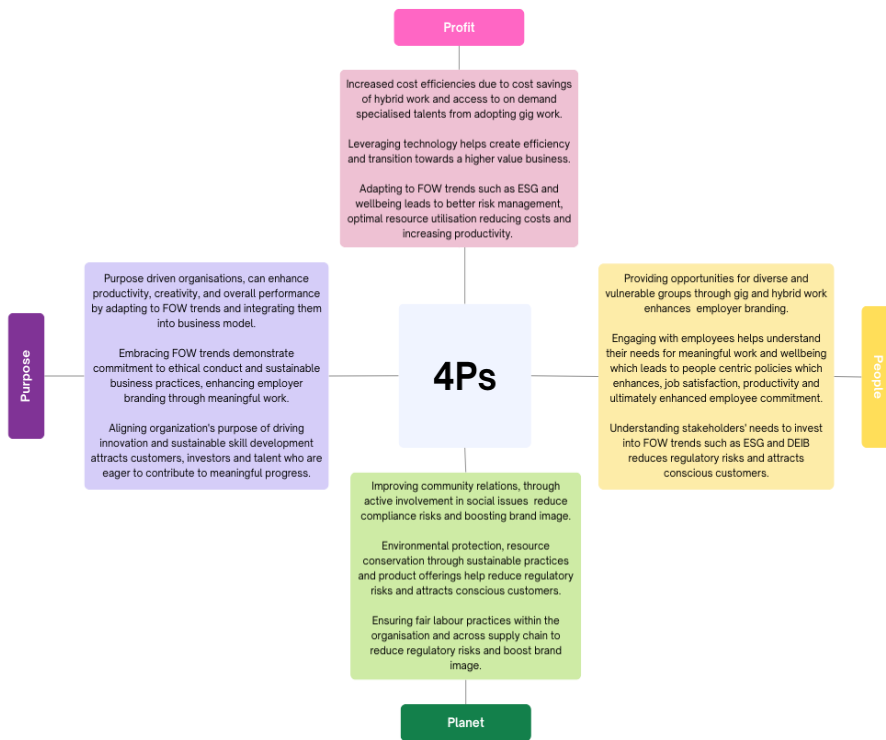 Profit
Increased cost efficiencies due to cost savings
of hybrid work and access to on demand
specialised talents from adopting gig work.
Leveraging technology helps create efficiency
and transition towards a higher value business.
Adapting to FOW trends such as ESG and
wellbeing leads to better risk management,
optimal resource utilisation reducing costs and
increasing productivity.
Purpose
Purpose driven organisations, can enhance
productivity, creativity, and overall performance
by adapting to FOW trends and integrating them
into business model.
Embracing FOW trends demonstrate
commitment to ethical conduct and sustainable
business practices, enhancing employer
branding through meaningful work.
Aligning organization's purpose of driving
innovation and sustainable skill development
attracts customers, investors and talent who are
eager to contribute to meaningful progress.
4Ps
Providing opportunities for diverse and
vulnerable groups through gig and hybrid work
enhances employer branding.
Engaging with employees helps understand
their needs for meaningful work and wellbeing
which leads to people centric policies which
enhances, job satisfaction, productivity and
ultimately enhanced employee commitment.
Understanding stakeholders' needs to invest
into FOW trends such as ESG and DEIB
reduces regulatory risks and attracts
conscious customers.
People
Improving community relations, through
active involvement in social issues reduce
compliance risks and boosting brand image.
Environmental protection, resource
conservation through sustainable practices
and product offerings help reduce regulatory
risks and attracts conscious customers.
Ensuring fair labour practices within the
organisation and across supply chain to
reduce regulatory risks and boost brand
image.
Planet